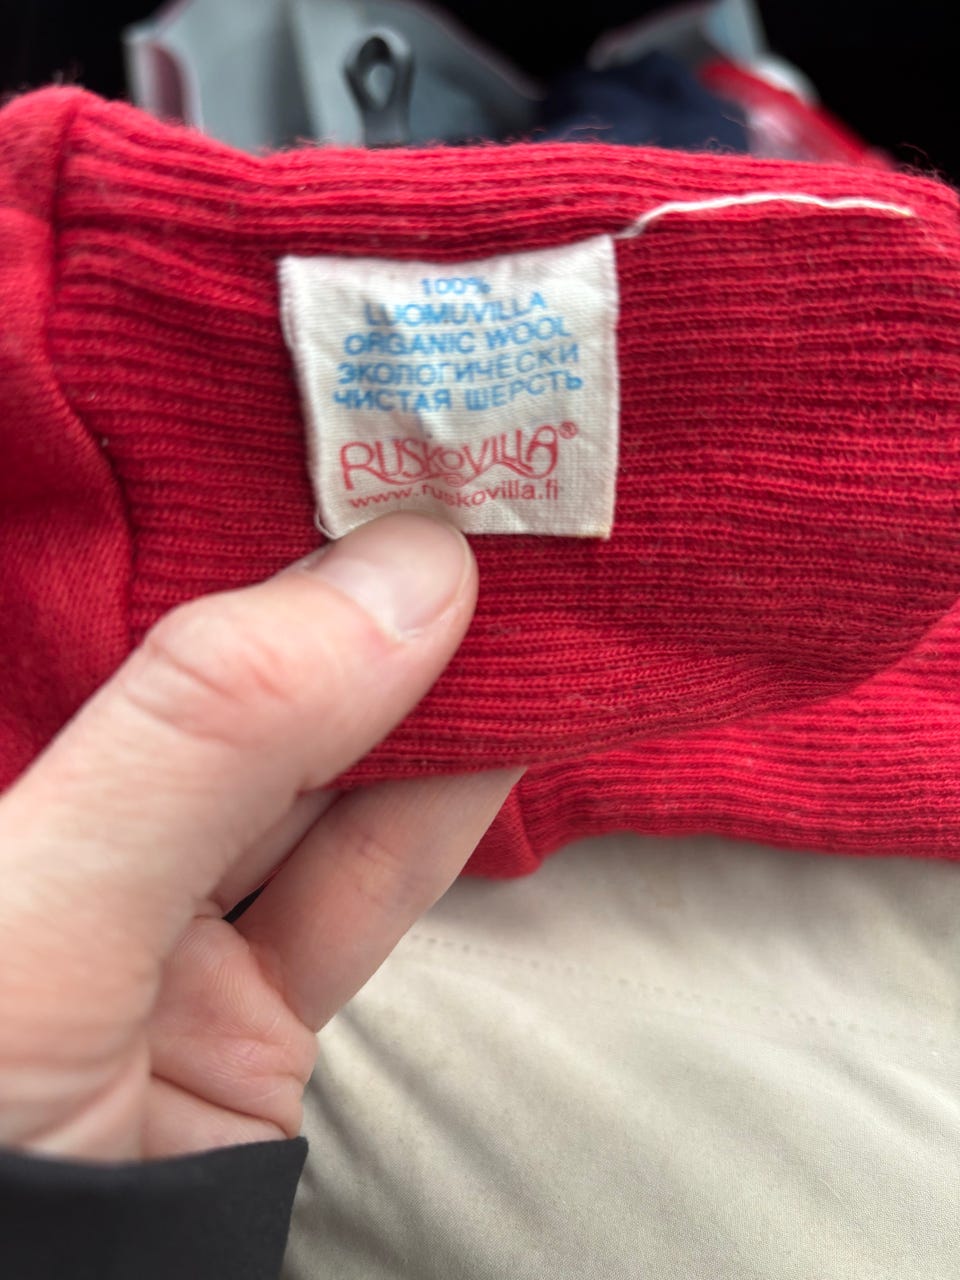 100%
LUOMUVILLA
ORGANIC WOOL
ЭКОЛОГИЧЕСКИ
ЧИСТАЯ ШЕРСТЬ
RUSKOVILLA®
www.ruskovilla.fi